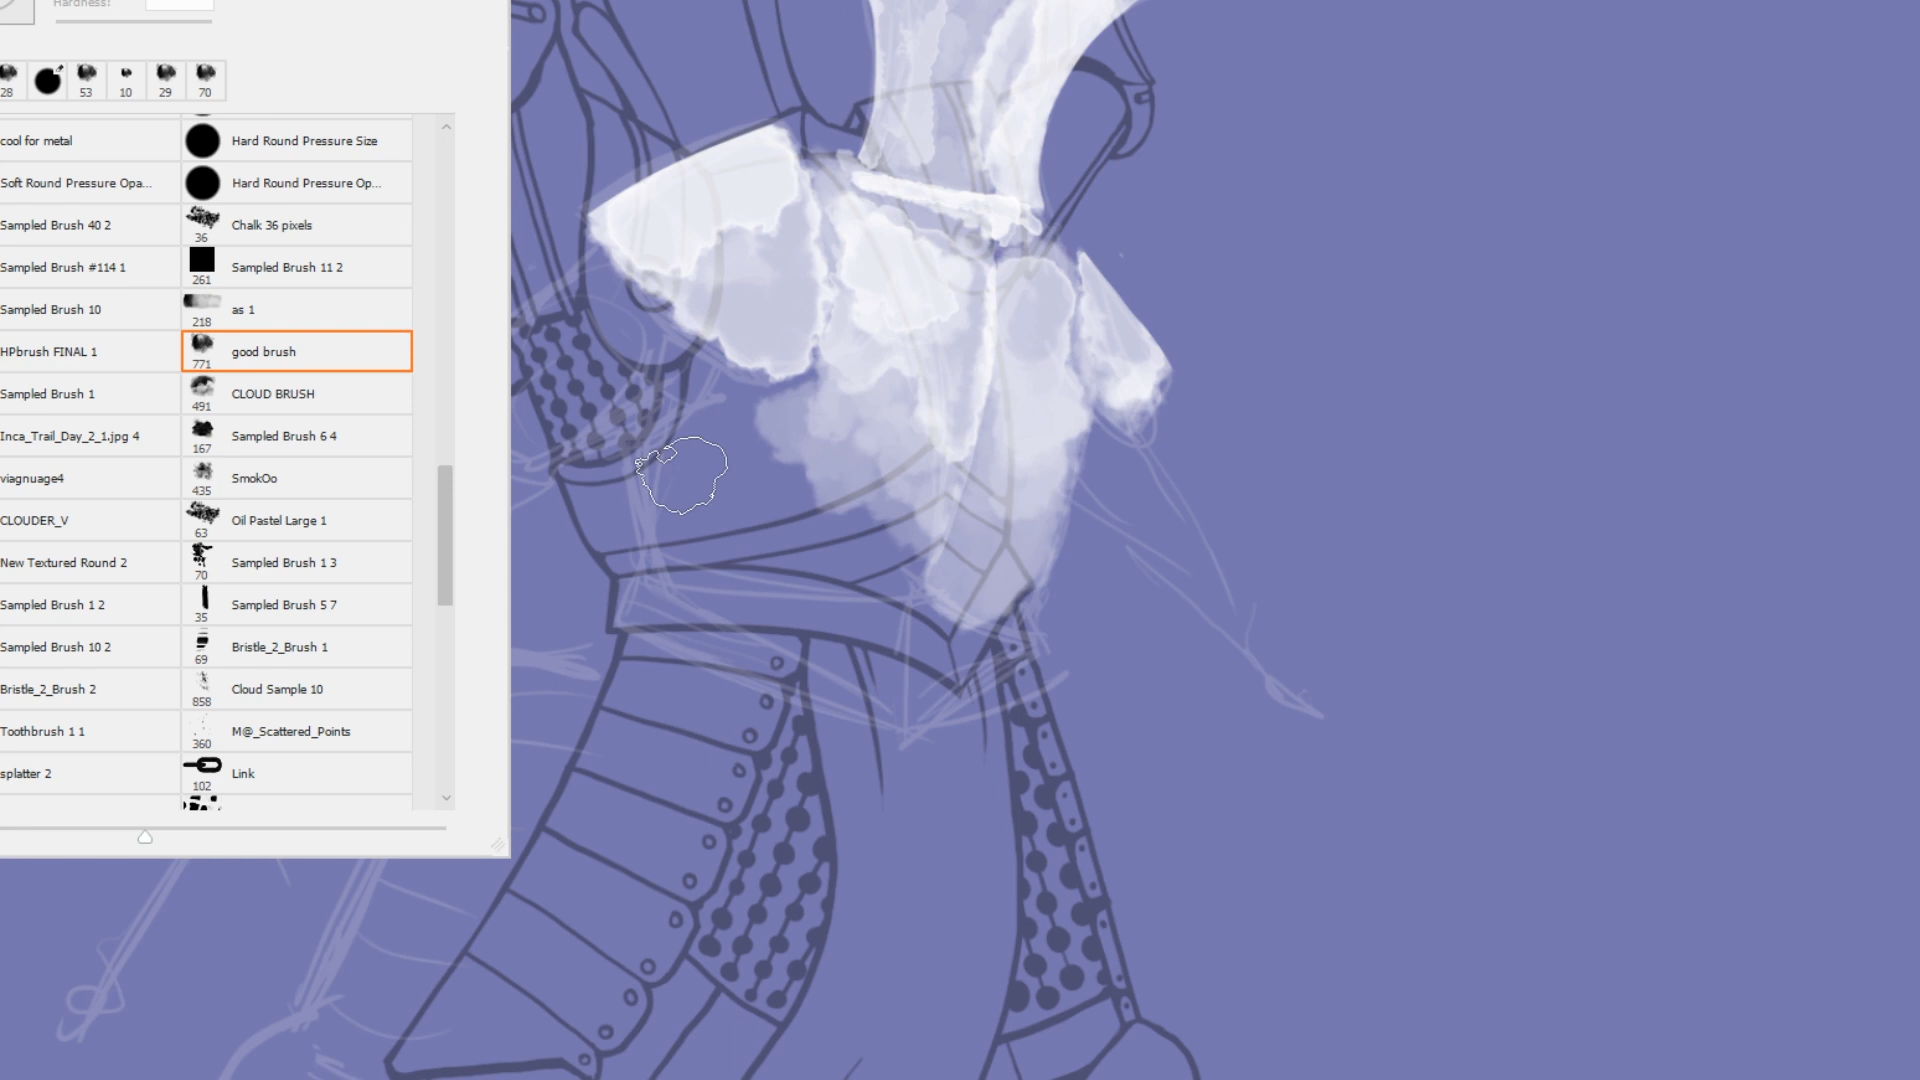 Hardness:
28 53 10 29 70
cool for metal Hard Round Pressure Size
Soft Round Pressure Opa... Hard Round Pressure Op...
Sampled Brush 40 2 36 Chalk 36 pixels
Sampled Brush #114 1 261 Sampled Brush 11 2
Sampled Brush 10 218 as 1
HPbrush FINAL 1 771 good brush
Sampled Brush 1 491 CLOUD BRUSH
Inca_Trail_Day_2_1.jpg 4 167 Sampled Brush 6 4
viagnuage4 435 SmokOo
CLOUDER_V 63 Oil Pastel Large 1
New Textured Round 2 70 Sampled Brush 1 3
Sampled Brush 1 2 35 Sampled Brush 5 7
Sampled Brush 10 2 69 Bristle_2_Brush 1
Bristle_2_Brush 2 858 Cloud Sample 10
Toothbrush 1 1 360 M@_Scattered_Points
splatter 2 102 Link